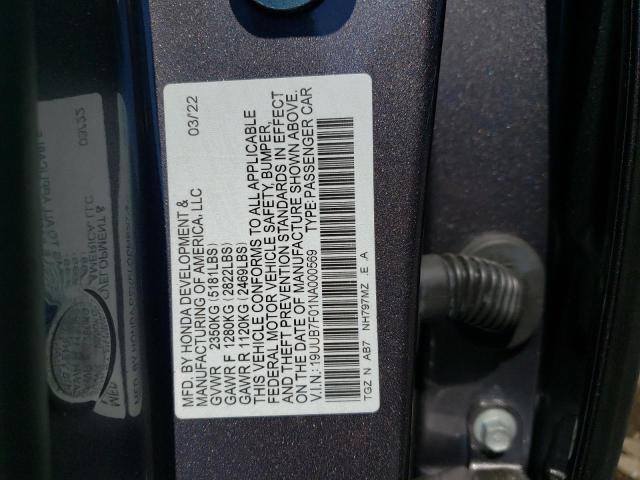 MFD. BY HONDA DEVELOPMENT &
MANUFACTURING OF AMERICA, LLC 03/22
GVWR 2350KG (5181LBS)
GAWR F 1280KG (2822LBS)
GAWR R 1120KG (2469LBS)
THIS VEHICLE CONFORMS TO ALL APPLICABLE
FEDERAL MOTOR VEHICLE SAFETY, BUMPER,
AND THEFT PREVENTION STANDARDS IN EFFECT
ON THE DATE OF MANUFACTURE SHOWN ABOVE.
V.I.N.: 19UUB7F01NA000569 TYPE: PASSENGER CAR
TGZ N AB7 NH797MZ .E .A